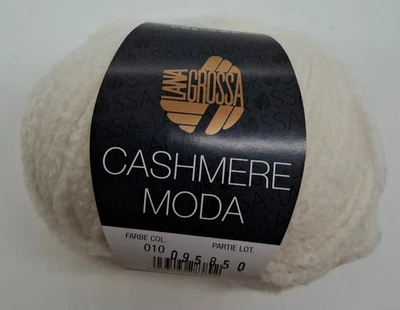 LANA
GROSSA
CASHMERE
MODA
FARBE COL. PARTIE LOT.
010 095850